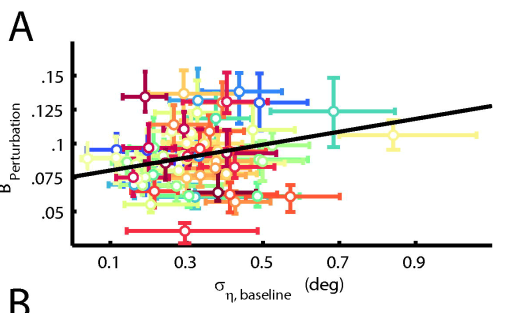 A
B Perturbation
.15
.125
.1
.075
.05
0.1 0.3 0.5 0.7 0.9
σ η, baseline (deg)
B